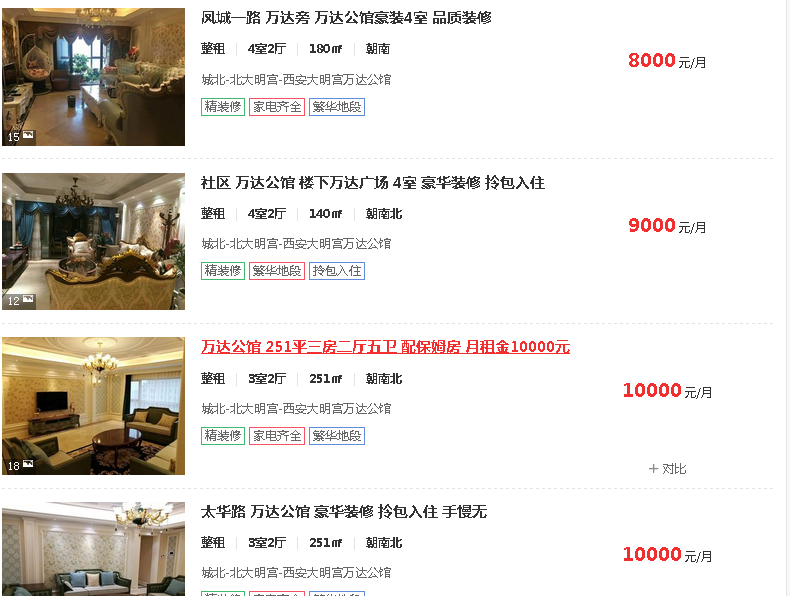 凤城一路 万达旁 万达公馆豪装4室 品质装修
整租 4室2厅 180㎡ 朝南
8000元/月
城北-北大明宫-西安大明宫万达公馆
精装修 家电齐全 繁华地段
15
社区 万达公馆 楼下万达广场 4室 豪华装修 拎包入住
整租 4室2厅 140㎡ 朝南北
9000元/月
城北-北大明宫-西安大明宫万达公馆
精装修 繁华地段 拎包入住
12
万达公馆 251平三房二厅五卫 配保姆房 月租金10000元
整租 3室2厅 251㎡ 朝南北
10000元/月
城北-北大明宫-西安大明宫万达公馆
精装修 家电齐全 繁华地段
18
+ 对比
太华路 万达公馆 豪华装修 拎包入住 手慢无
整租 3室2厅 251㎡ 朝南北
10000元/月
城北-北大明宫-西安大明宫万达公馆